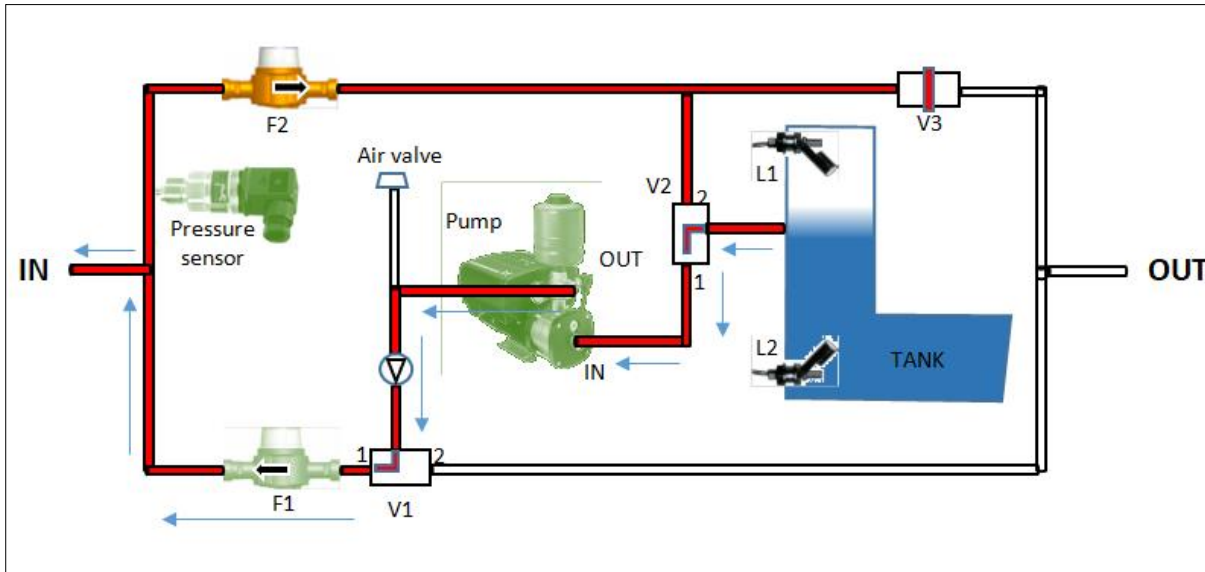 F2
V3
Air valve
L1
V2
2
Pump
Pressure
sensor
OUT
IN
OUT
1
L2
TANK
IN
1
2
F1
V1